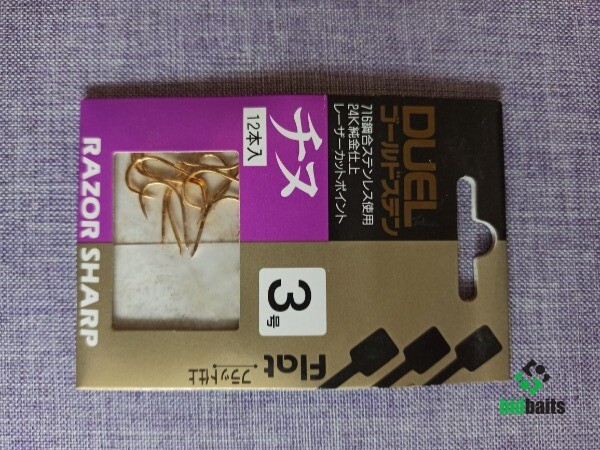 DUEL
ゴールドステン
716鋼合ステンレス使用
24K純金仕上
レーザーカットポイント
チヌ
12本入
3号
Flat
フラット仕上
RAZOR SHARP
bidbaits